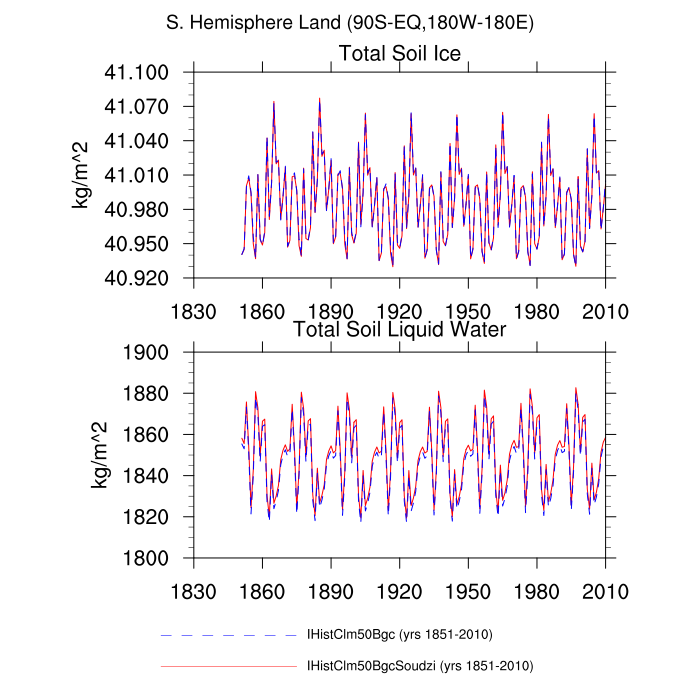 S. Hemisphere Land (90S-EQ,180W-180E)
Total Soil Ice
41.100
41.070
41.040
41.010
40.980
40.950
40.920
kg/m^2
1830 1860 1890 1920 1950 1980 2010
Total Soil Liquid Water
1900
1880
1860
1840
1820
1800
kg/m^2
1830 1860 1890 1920 1950 1980 2010
IHistClm50Bgc (yrs 1851-2010)
IHistClm50BgcSoudzi (yrs 1851-2010)